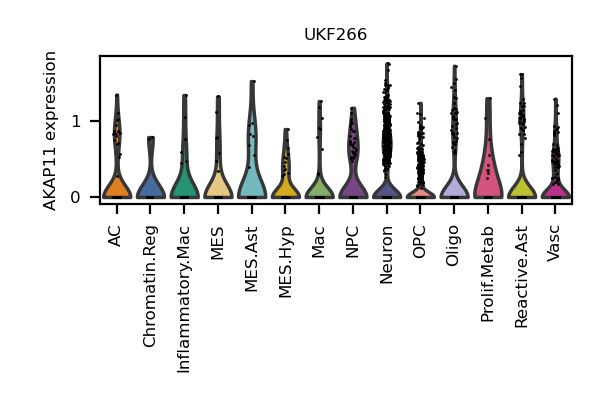 UKF266
AKAP11 expression
1
0
AC
Chromatin.Reg
Inflammatory.Mac
MES
MES.Ast
MES.Hyp
Mac
NPC
Neuron
OPC
Oligo
Prolif.Metab
Reactive.Ast
Vasc